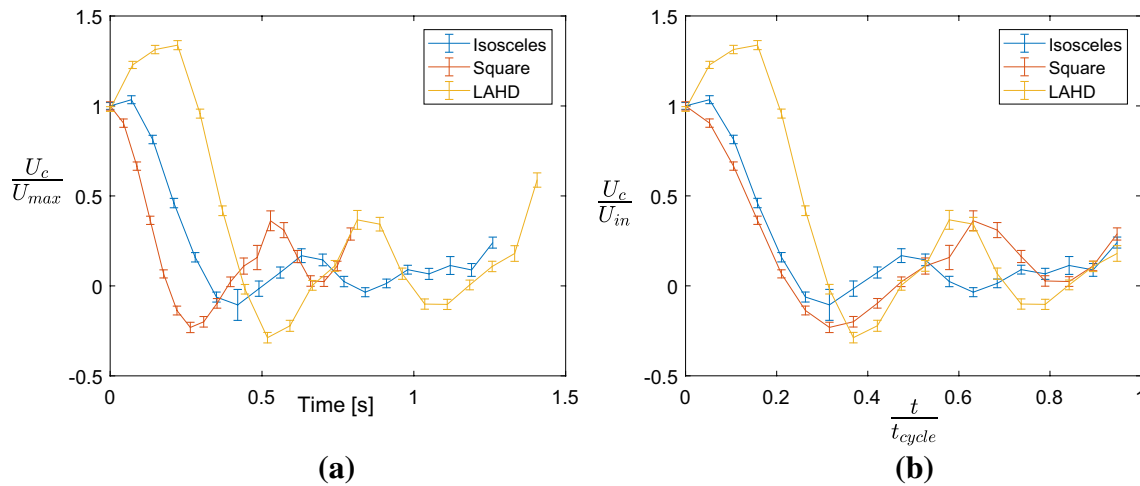 1.5
1
0.5
0
-0.5
U_c
U_max
0
0.5
1
1.5
Time [s]
Isosceles
Square
LAHD
(a)
1.5
1
0.5
0
-0.5
U_c
U_in
0
0.2
0.4
0.6
0.8
1
t
t_cycle
Isosceles
Square
LAHD
(b)